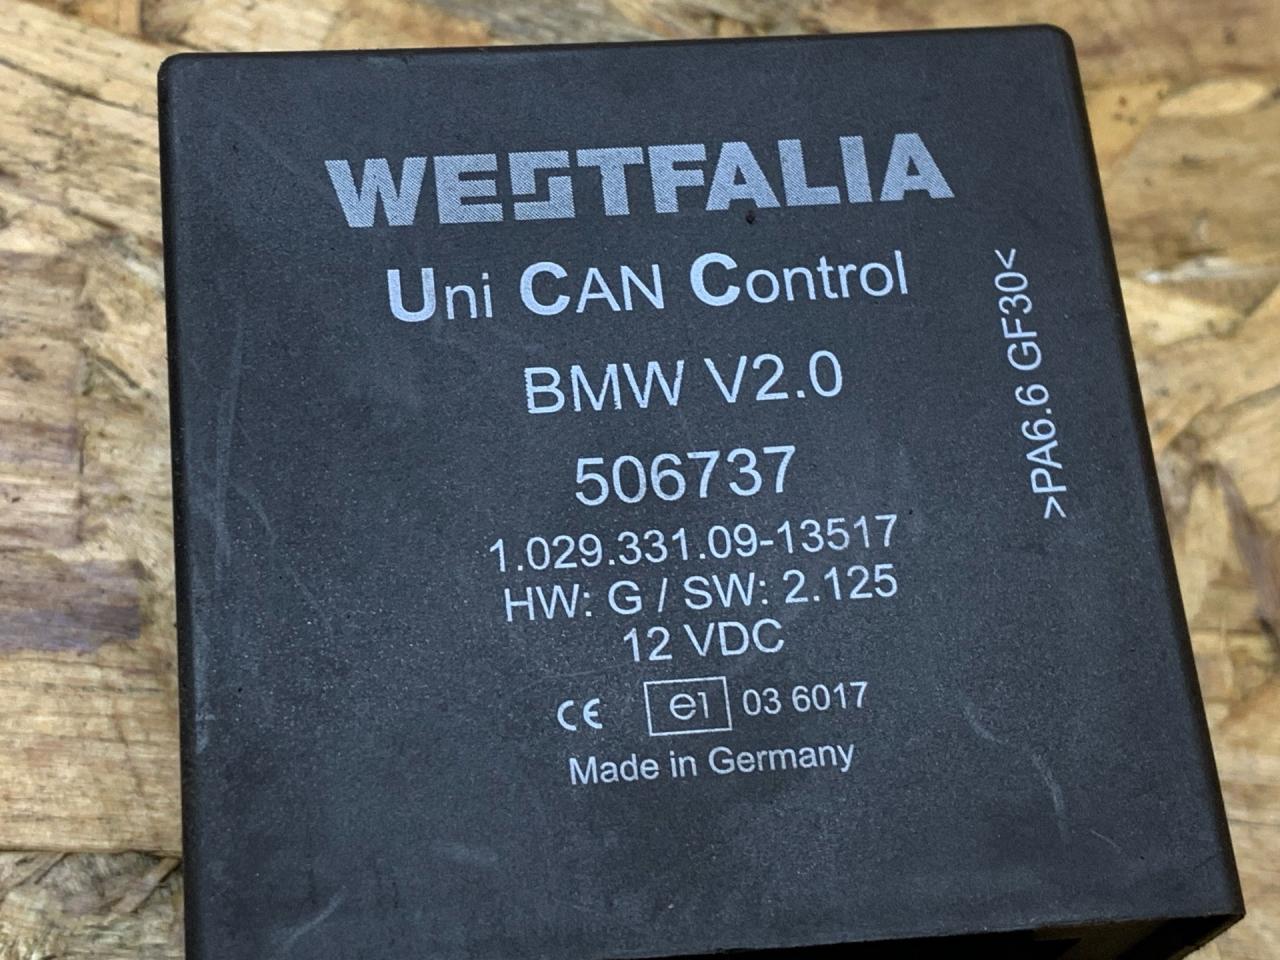 WESTFALIA
Uni CAN Control
BMW V2.0
506737
1.029.331.09-13517
HW: G / SW: 2.125
12 VDC
CE e1 03 6017
Made in Germany
>PA6.6 GF30<